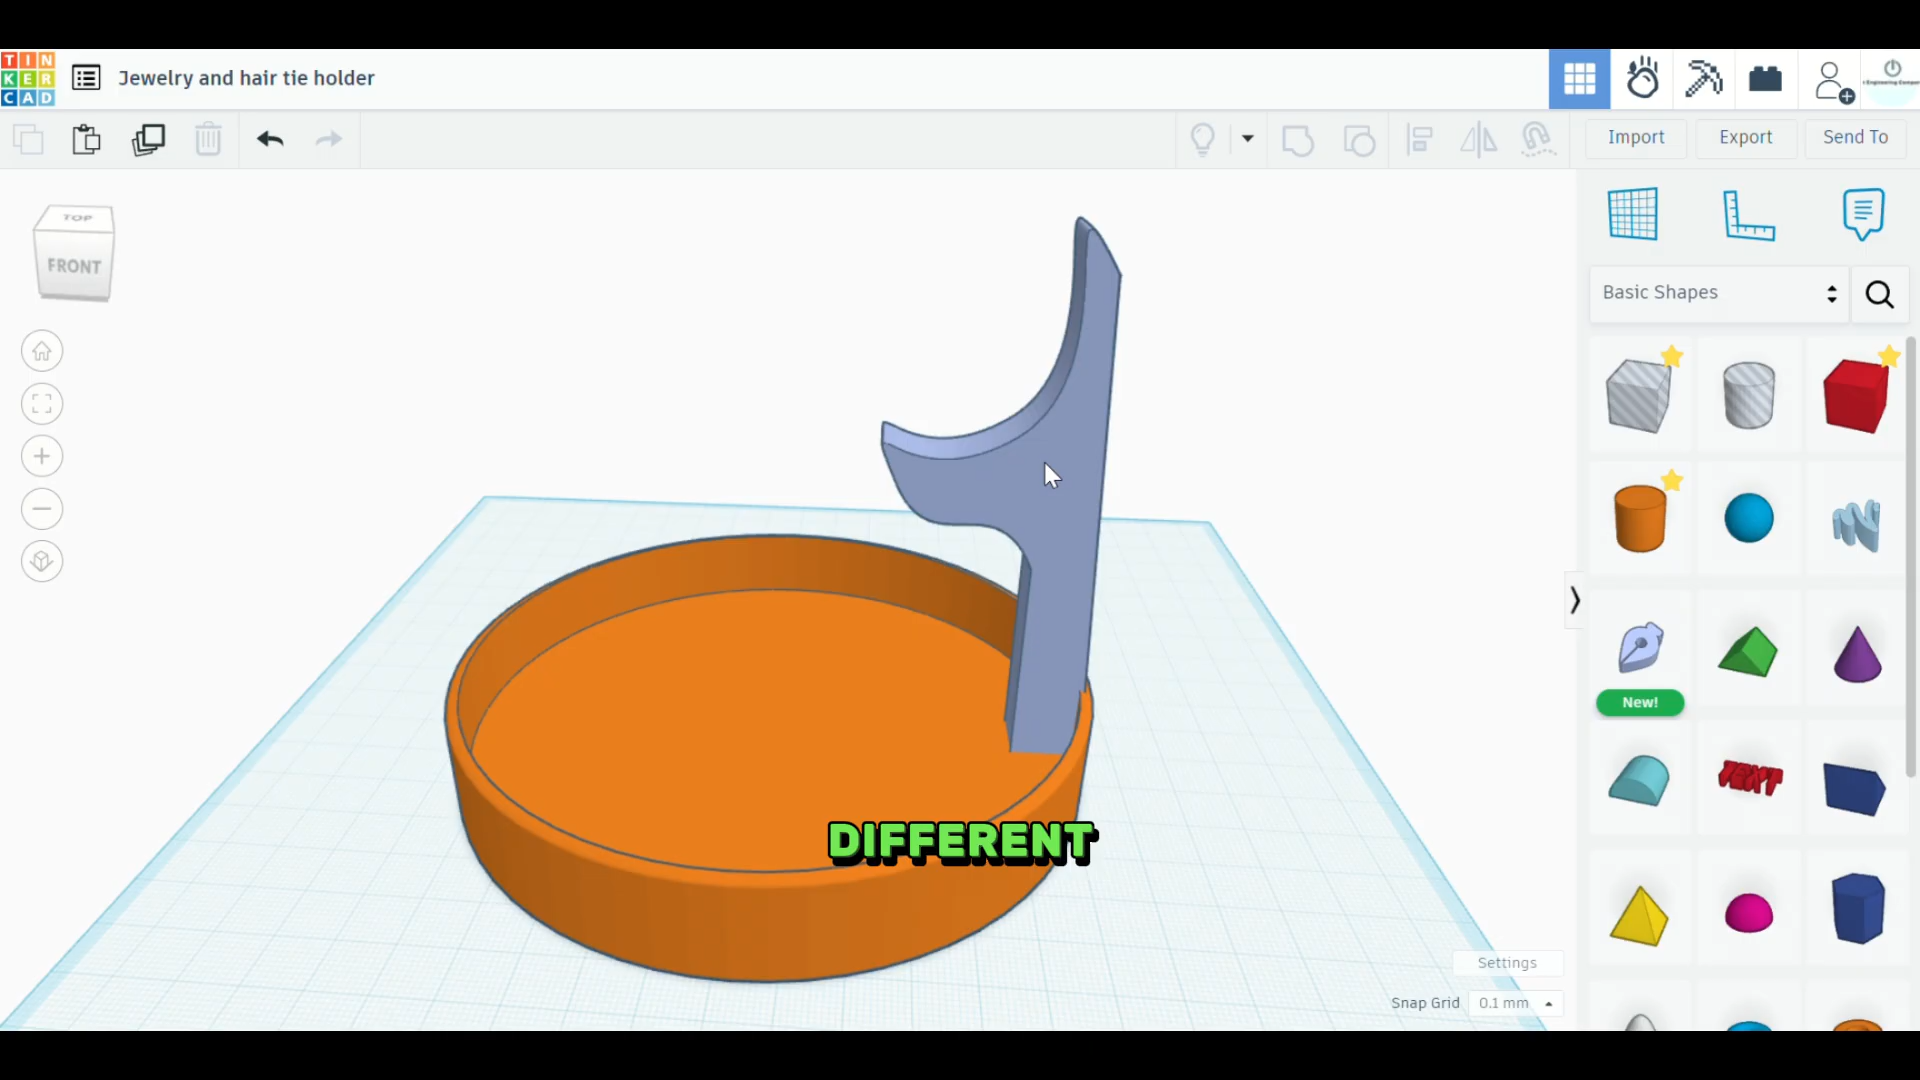 TIN
KER
CAD
Jewelry and hair tie holder
Import
Export
Send To
TOP
FRONT
Basic Shapes
New!
TEXT
DIFFERENT
Settings
Snap Grid
0.1 mm